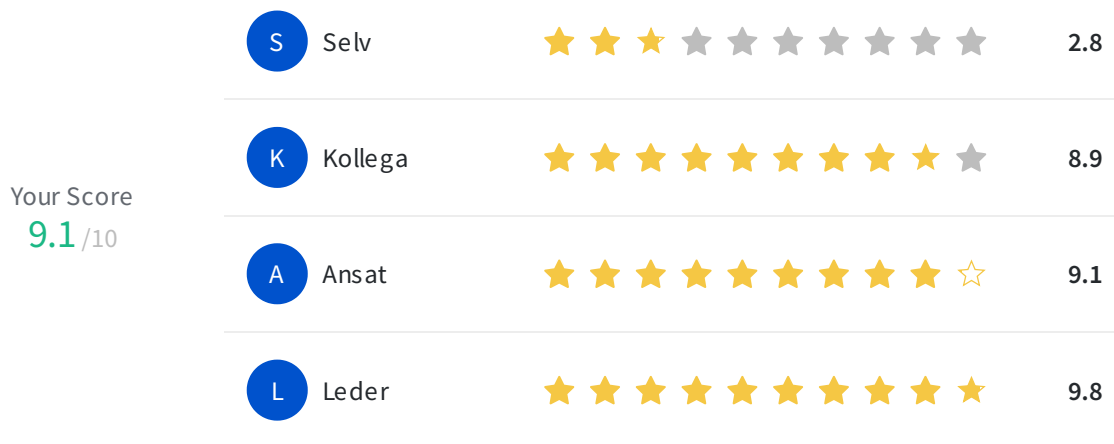 S Selv 2.8
K Kollega 8.9
Your Score
9.1 /10
A Ansat 9.1
L Leder 9.8